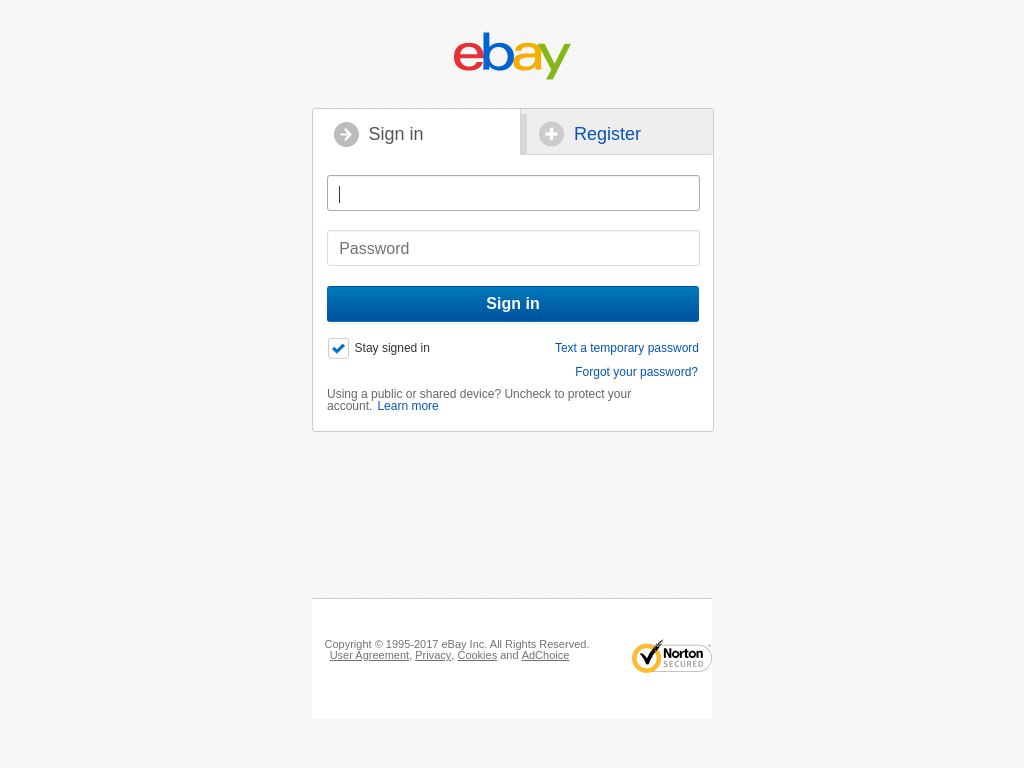 ebay
Sign in
Register
Password
Sign in
Stay signed in
Text a temporary password
Forgot your password?
Using a public or shared device? Uncheck to protect your
account. Learn more
Copyright © 1995-2017 eBay Inc. All Rights Reserved.
User Agreement, Privacy, Cookies and AdChoice
Norton
SECURED